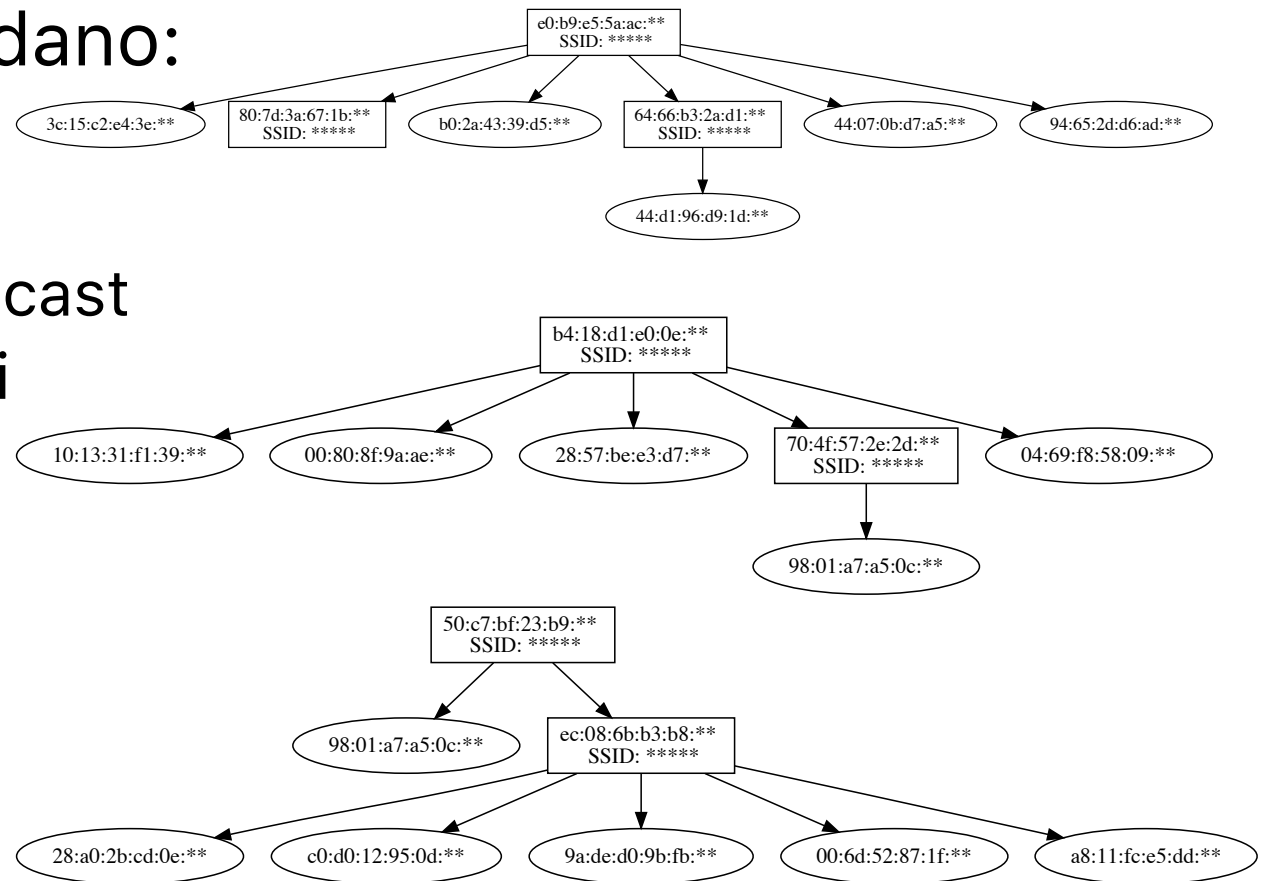 dano:
e0:b9:e5:5a:ac:**
SSID: *****
3c:15:c2:e4:3e:**
80:7d:3a:67:1b:**
SSID: *****
b0:2a:43:39:d5:**
64:66:b3:2a:d1:**
SSID: *****
44:07:0b:d7:a5:**
94:65:2d:d6:ad:**
44:d1:96:d9:1d:**
cast
i
b4:18:d1:e0:0e:**
SSID: *****
10:13:31:f1:39:**
00:80:8f:9a:ae:**
28:57:be:e3:d7:**
70:4f:57:2e:2d:**
SSID: *****
04:69:f8:58:09:**
98:01:a7:a5:0c:**
50:c7:bf:23:b9:**
SSID: *****
98:01:a7:a5:0c:**
ec:08:6b:b3:b8:**
SSID: *****
28:a0:2b:cd:0e:**
c0:d0:12:95:0d:**
9a:de:d0:9b:fb:**
00:6d:52:87:1f:**
a8:11:fc:e5:dd:**